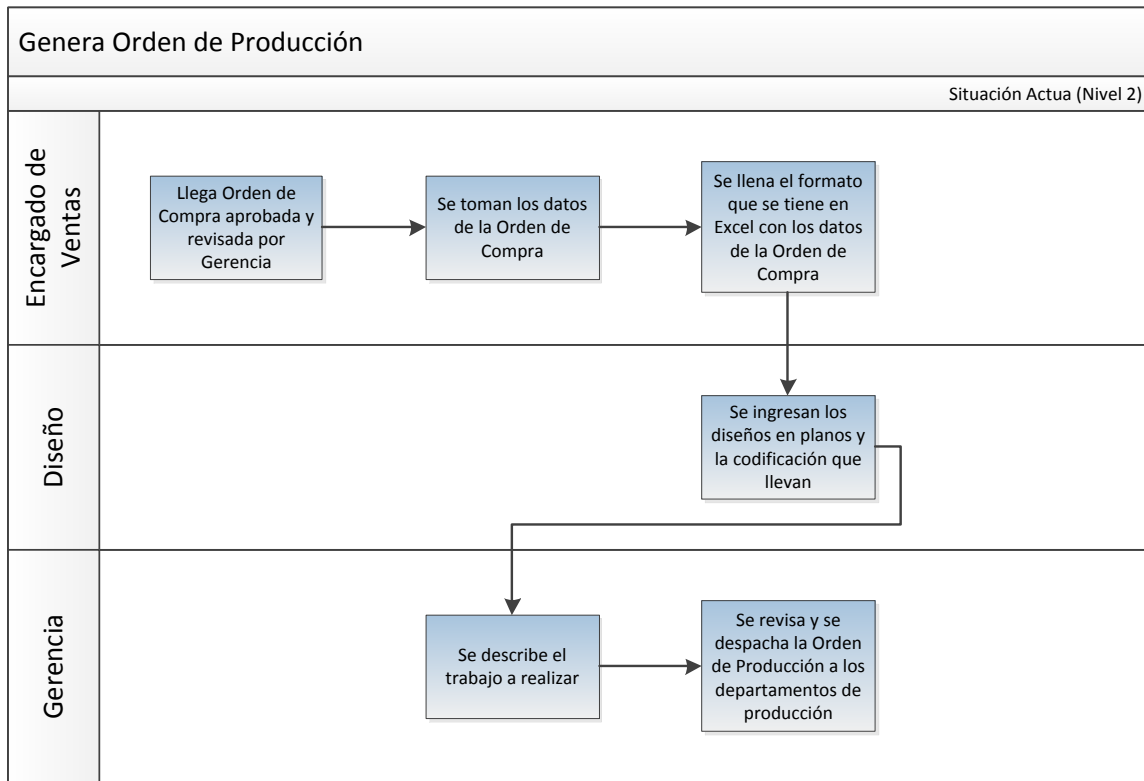 Genera Orden de Producción
Situación Actua (Nivel 2)
Encargado de
Ventas
Llega Orden de
Compra aprobada y
revisada por
Gerencia
Se toman los datos
de la Orden de
Compra
Se llena el formato
que se tiene en
Excel con los datos
de la Orden de
Compra
Diseño
Se ingresan los
diseños en planos y
la codificación que
llevan
Gerencia
Se describe el
trabajo a realizar
Se revisa y se
despacha la Orden
de Producción a los
departamentos de
producción